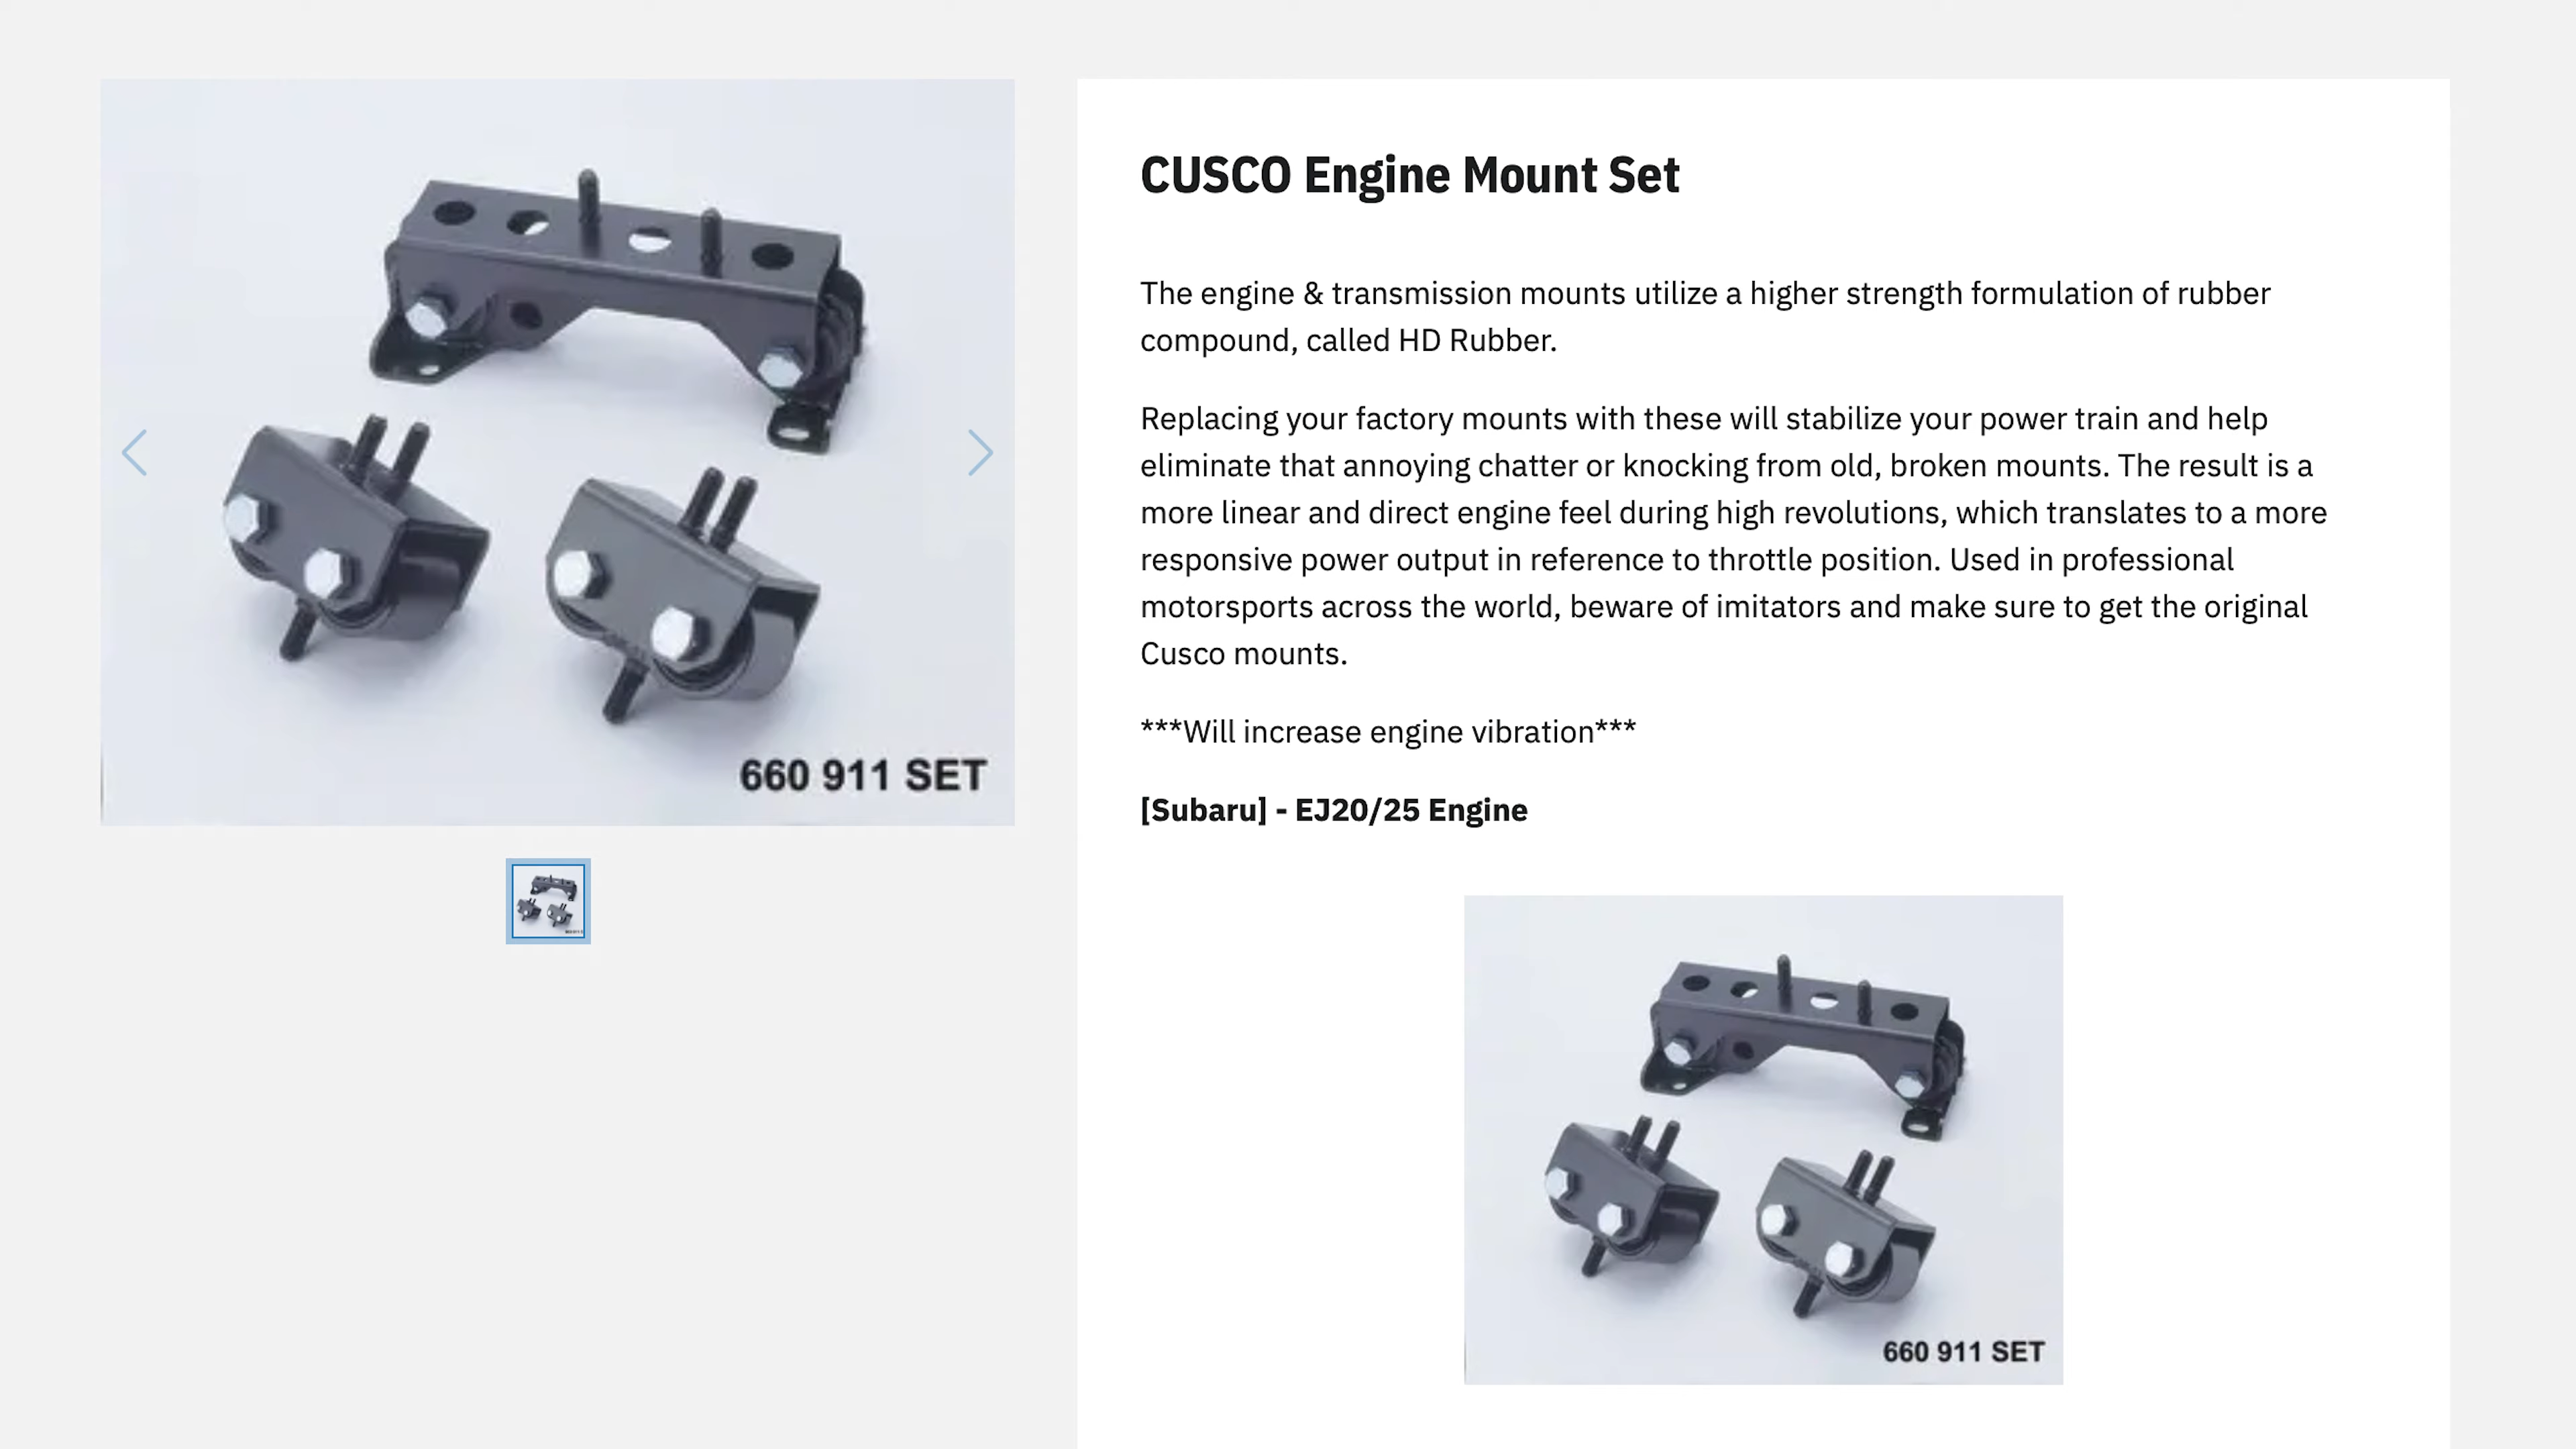 660 911 SET
CUSCO Engine Mount Set
The engine & transmission mounts utilize a higher strength formulation of rubber
compound, called HD Rubber.
Replacing your factory mounts with these will stabilize your power train and help
eliminate that annoying chatter or knocking from old, broken mounts. The result is a
more linear and direct engine feel during high revolutions, which translates to a more
responsive power output in reference to throttle position. Used in professional
motorsports across the world, beware of imitators and make sure to get the original
Cusco mounts.
***Will increase engine vibration***
[Subaru] - EJ20/25 Engine
660 911 SET